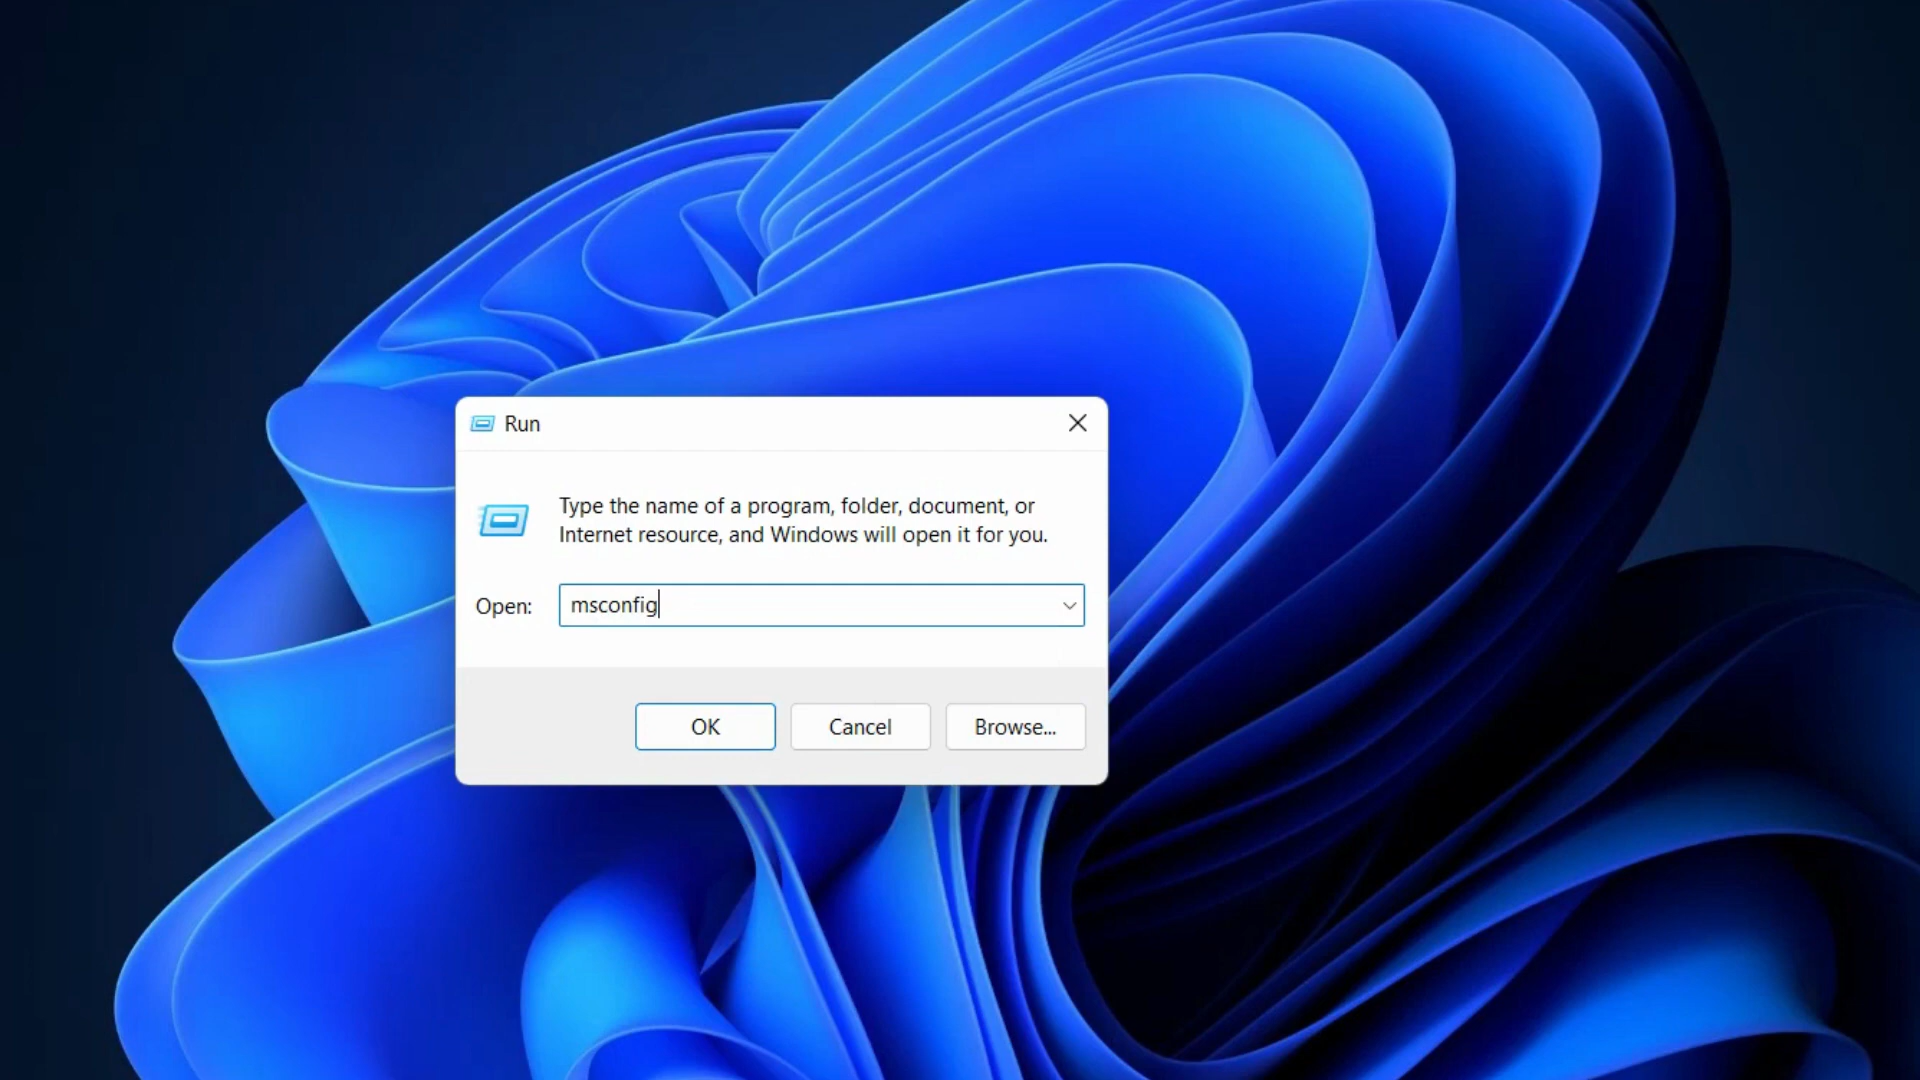 Run
Type the name of a program, folder, document, or
Internet resource, and Windows will open it for you.
Open: msconfig
OK Cancel Browse...